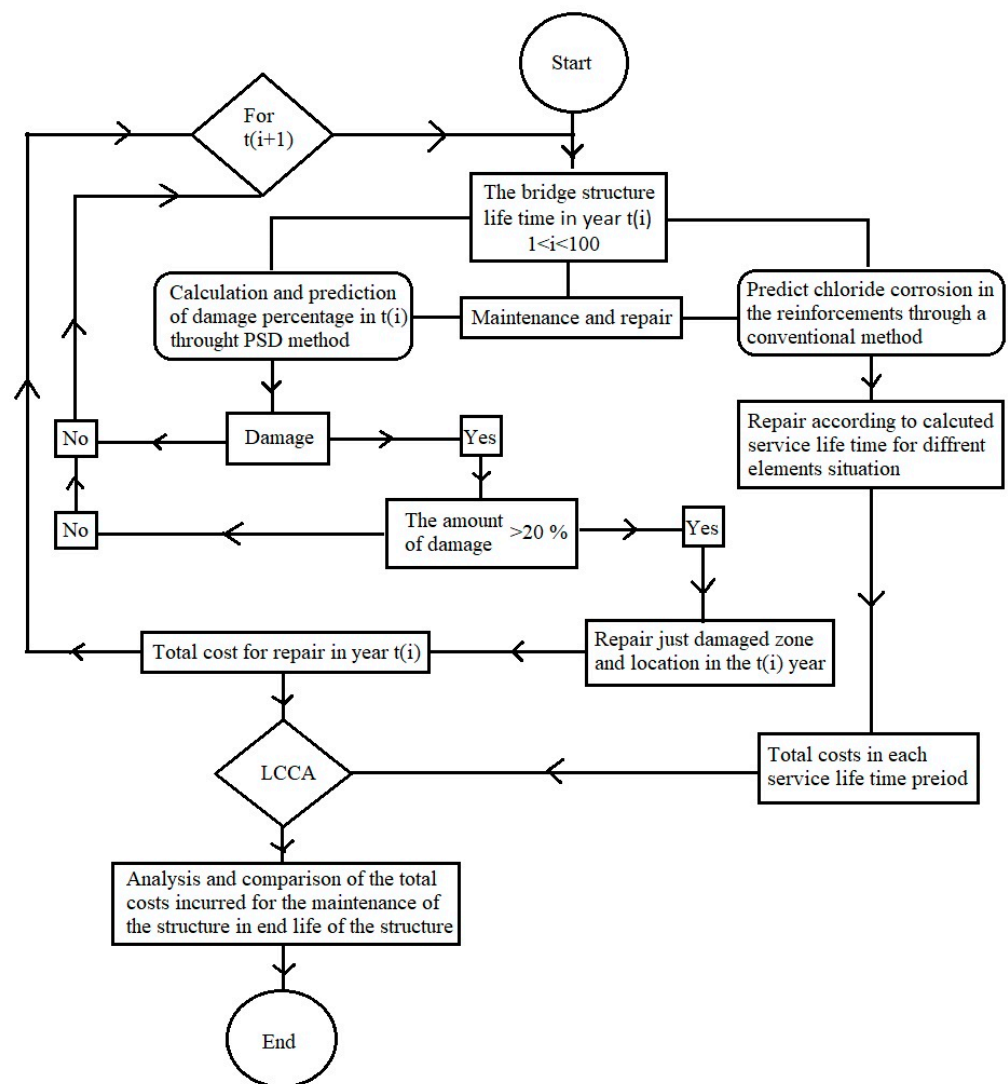 Start
For
t(i+1)
The bridge structure
life time in year t(i)
1<i<100
Calculation and prediction
of damage percentage in t(i)
throught PSD method
Maintenance and repair
Predict chloride corrosion in
the reinforcements through a
conventional method
No
Damage
Yes
Repair according to calcuted
service life time for diffrent
elements situation
No
The amount
of damage
>20 %
Yes
Total cost for repair in year t(i)
Repair just damaged zone
and location in the t(i) year
LCCA
Total costs in each
service life time preiod
Analysis and comparison of the total
costs incurred for the maintenance of
the structure in end life of the structure
End